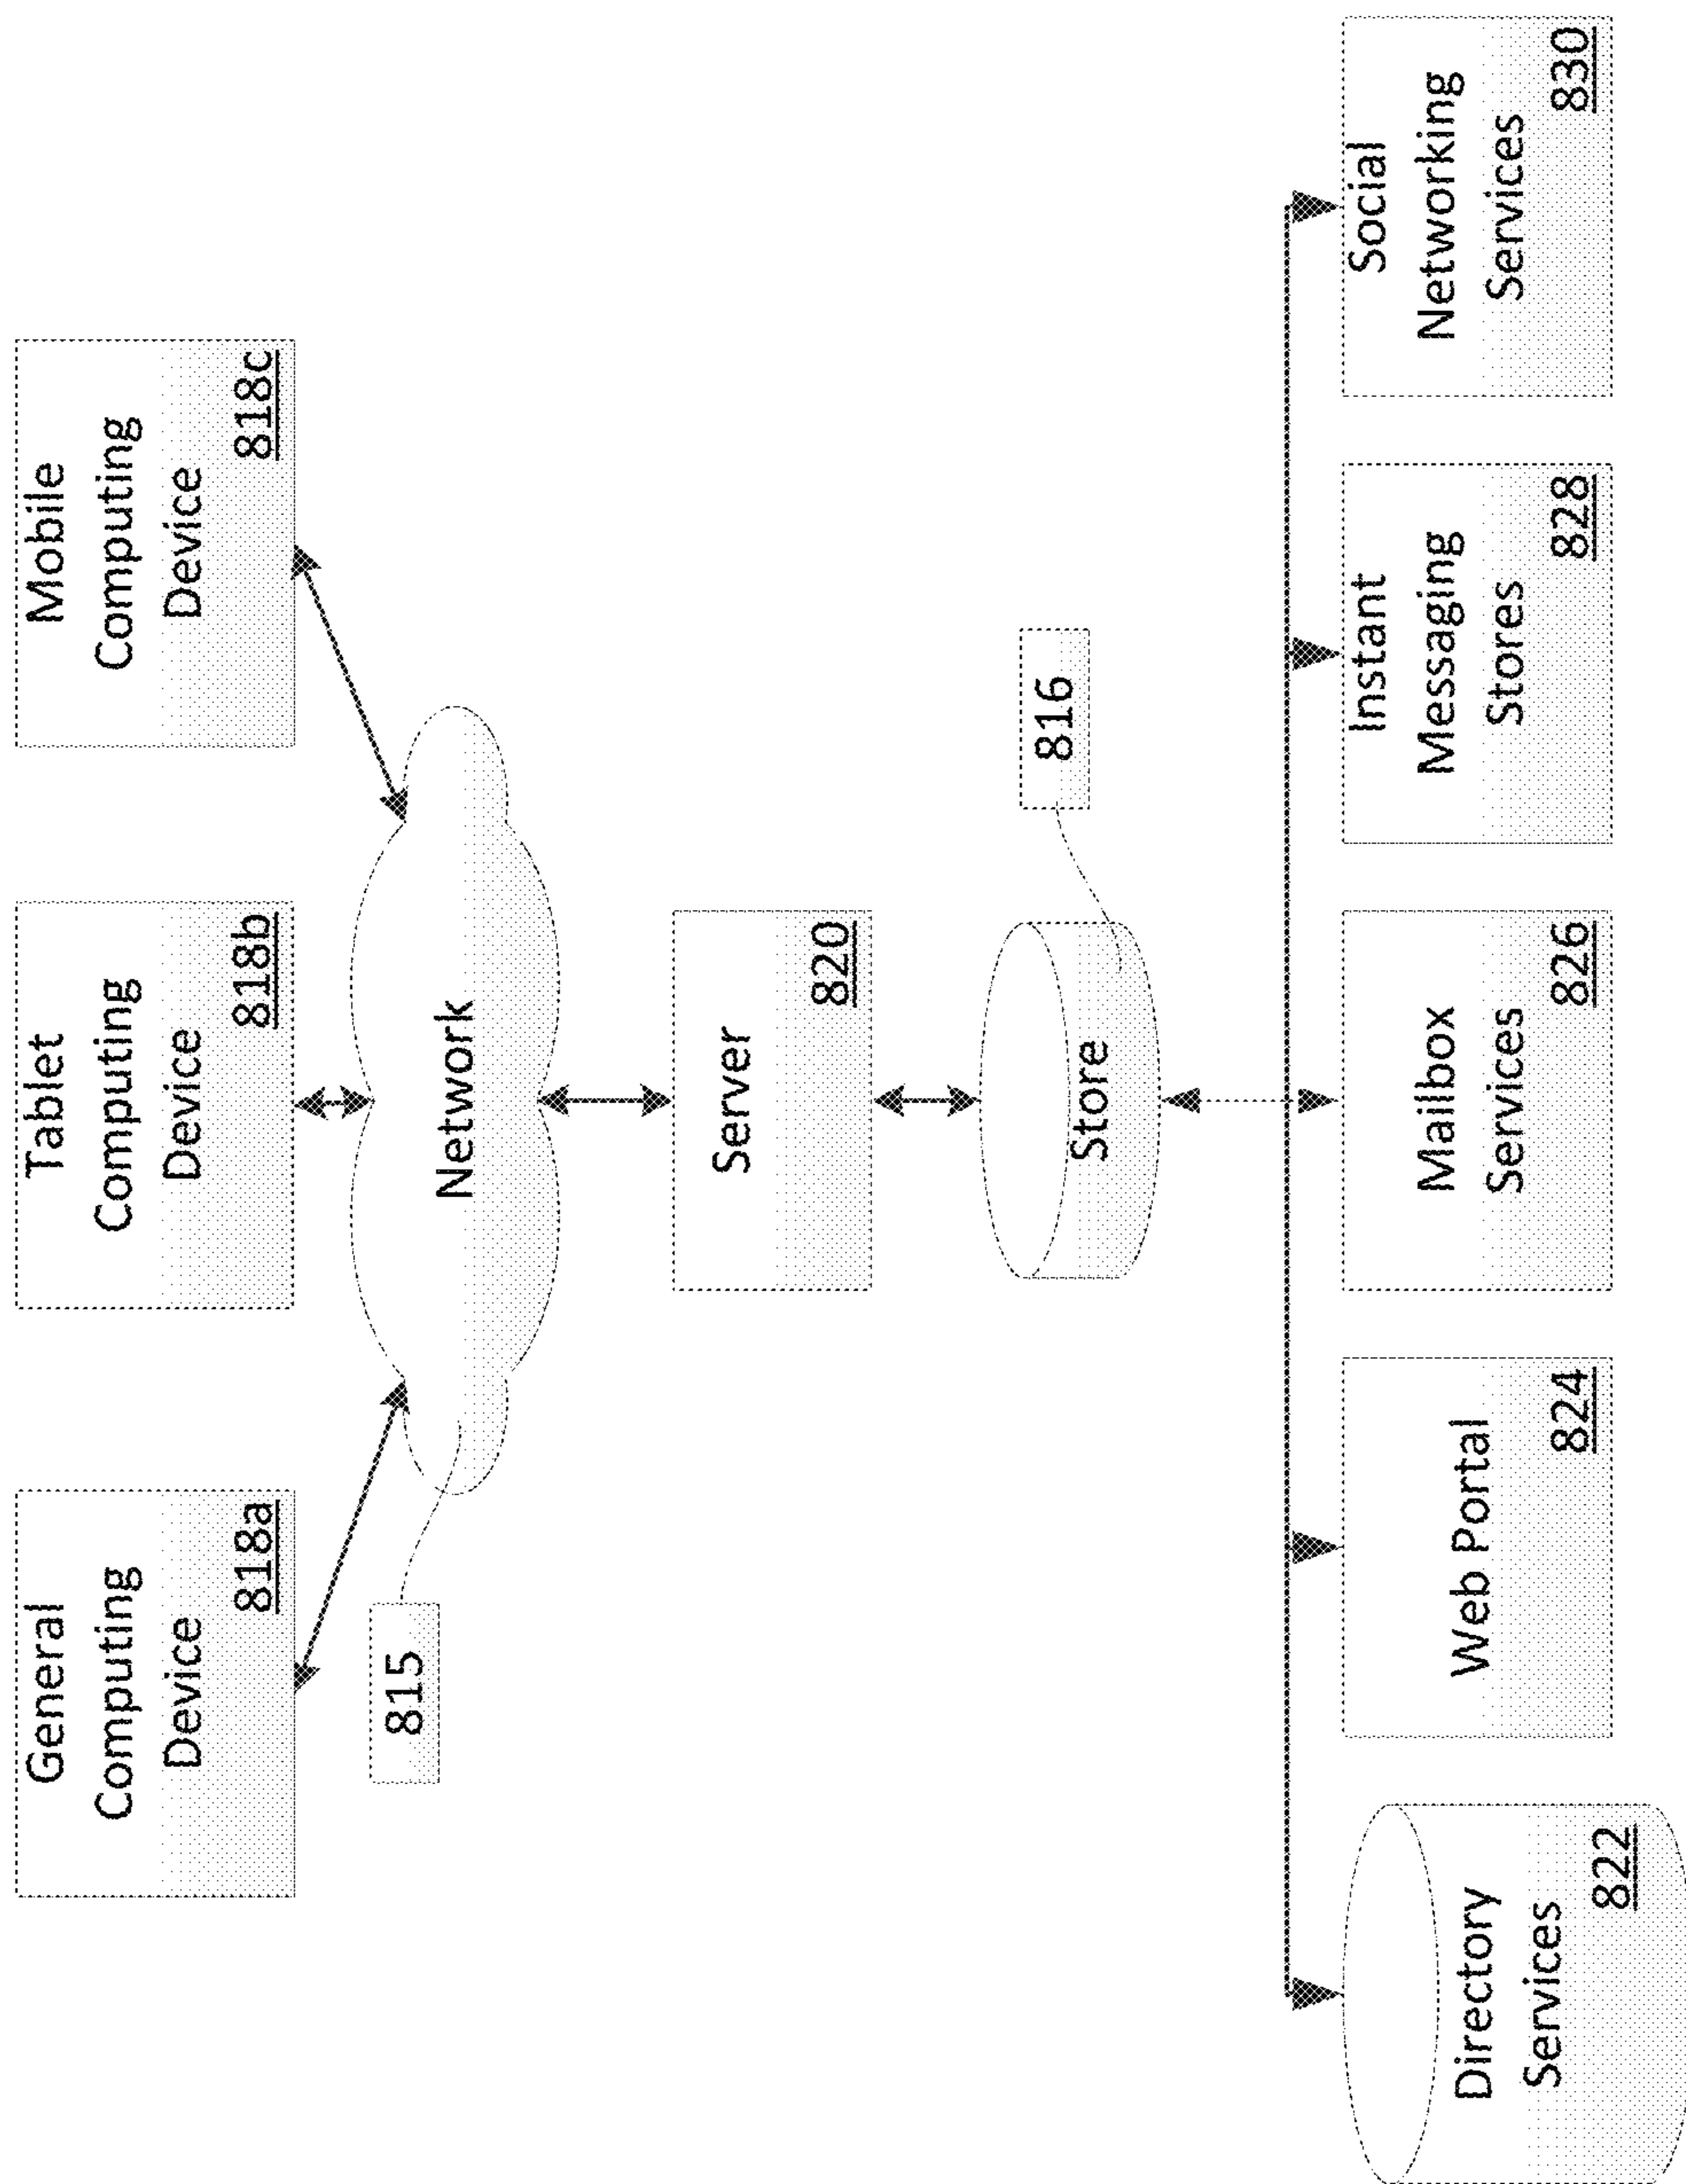 General
Computing
Device
818a
Tablet
Computing
Device
818b
Mobile
Computing
Device
818c
815
Network
Server
820
Store
816
Directory
Services
822
Web Portal
824
Mailbox
Services
826
Instant
Messaging
Stores
828
Social
Networking
Services
830